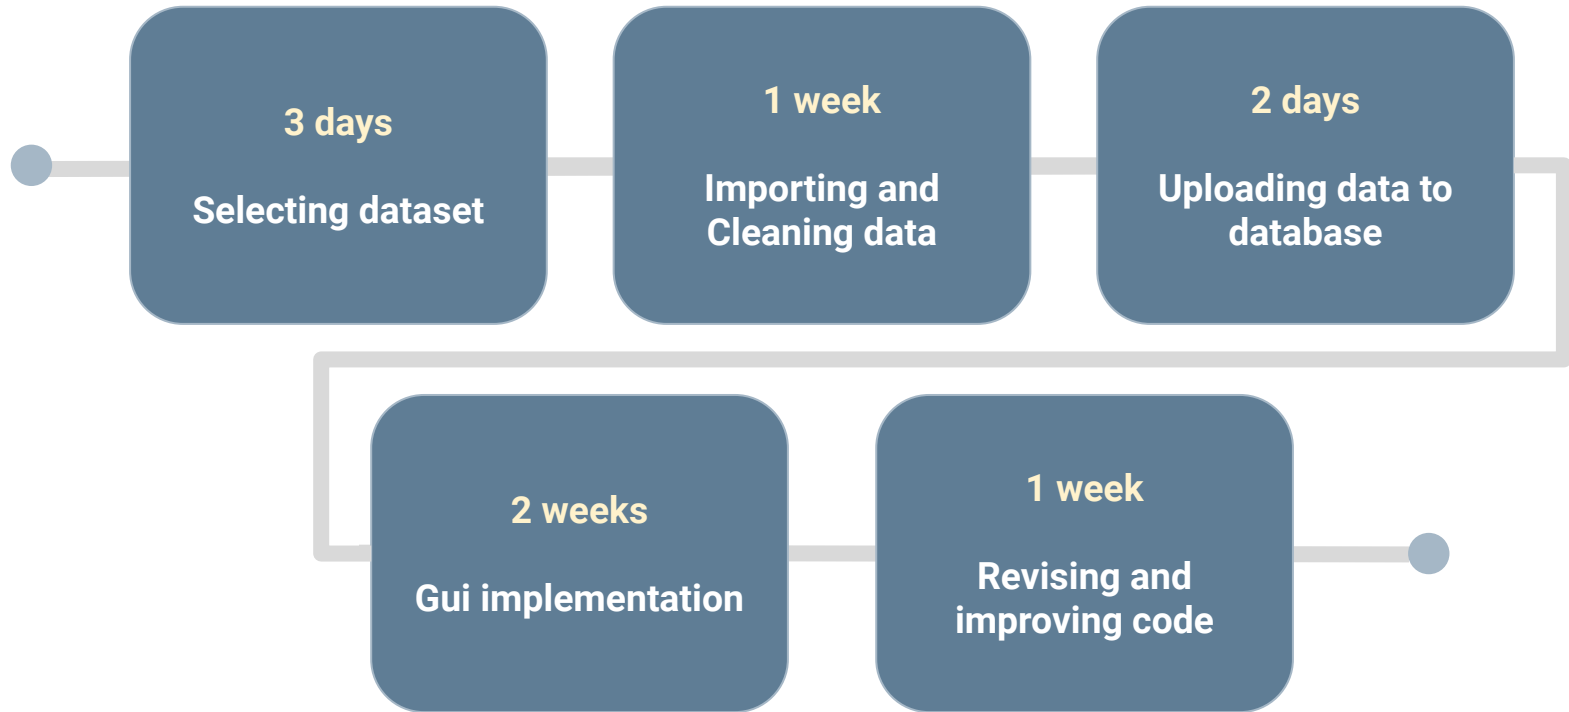 3 days
Selecting dataset
1 week
Importing and
Cleaning data
2 days
Uploading data to
database
2 weeks
Gui implementation
1 week
Revising and
improving code